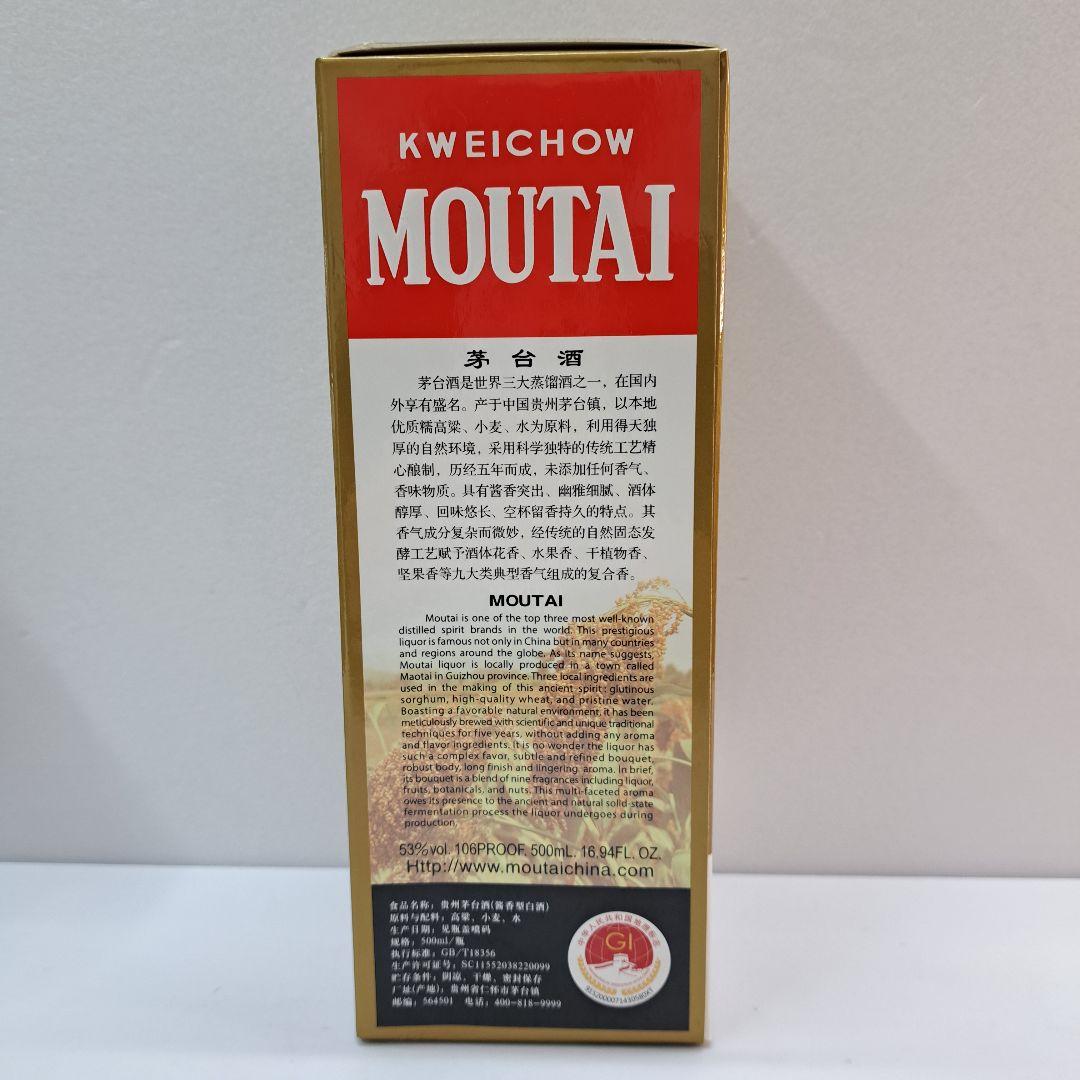 KWEICHOW
MOUTAI
茅台酒
茅台酒是世界三大蒸馏酒之一，在国内
外享有盛名。产于中国贵州茅台镇，以本地
优质糯高粱、小麦、水为原料，利用得天独
厚的自然环境，采用科学独特的传统工艺精
心酿制，历经五年而成，未添加任何香气、
香味物质。具有酱香突出、幽雅细腻、酒体
醇厚、回味悠长、空杯留香持久的特点。其
香气成分复杂而微妙，经传统的自然固态发
酵工艺赋予酒体花香、水果香、干植物香、
坚果香等九大类典型香气组成的复合香。
MOUTAI
Moutai is one of the top three most well-known
distilled spirit brands in the world. This prestigious
liquor is famous not only in China but in many countries
and regions around the globe. As its name suggests,
Moutai liquor is locally produced in a town called
Maotai in Guizhou province. Three local ingredients are
used in the making of this ancient spirit: glutinous
sorghum, high-quality wheat, and pristine water.
Boasting a favorable natural environment, it has been
meticulously brewed with scientific and unique traditional
techniques for five years, without adding any aroma
and flavor ingredients. It is no wonder the liquor has
such a complex favor, subtle and refined bouquet,
robust body, long finish and lingering aroma. In brief,
its bouquet is a blend of nine fragrances including liquor,
fruits, botanicals, and nuts. This multi-faceted aroma
owes its presence to the ancient and natural solid-state
fermentation process the liquor undergoes during
production.
53%vol. 106PROOF. 500mL. 16.94FL. OZ.
Http://www.moutaichina.com
食品名称：贵州茅台酒(酱香型白酒)
原料与配料：高粱、小麦、水
生产日期：见瓶盖喷码
规格：500ml/瓶
执行标准：GB/T18356
生产许可证号：SC11552038220099
贮存条件：阴凉、干燥、密封保存
厂址(产地)：贵州省仁怀市茅台镇
邮编：564501 电话：400-818-9999
中华人民共和国地理标志
GI